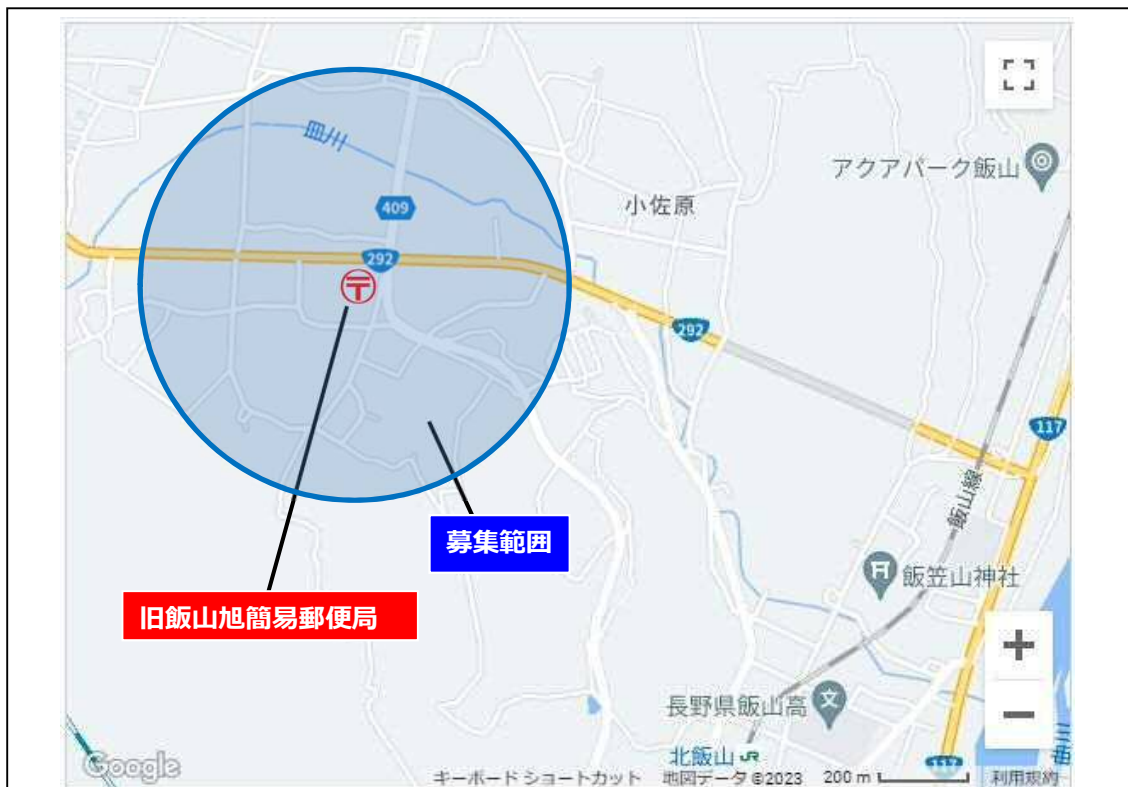 409
アクアパーク飯山
小佐原
292
292
117
飯山線
募集範囲
飯笠山神社
旧飯山旭簡易郵便局
長野県飯山高
文
北飯山 JR
117
Google
キーボード ショートカット 地図データ ©2023 200 m 利用規約